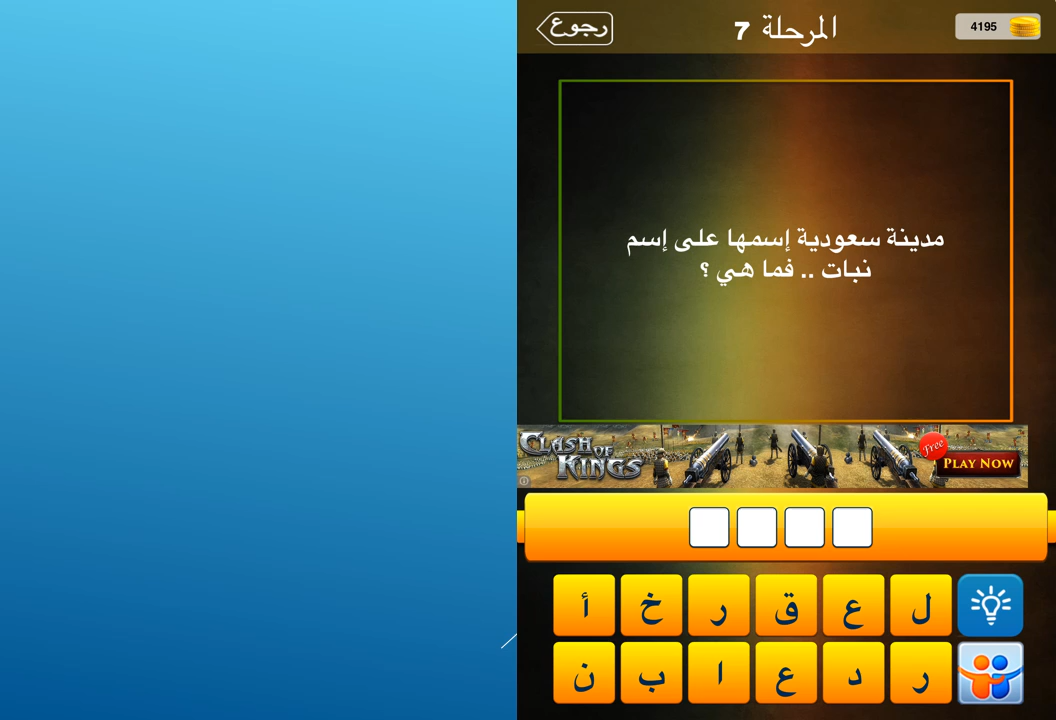 رجوع
المرحلة 7
4195
مدينة سعودية إسمها على إسم
نبات .. فما هي ؟
CLASH OF KINGS
Free
PLAY NOW
ل ع ق ر خ أ
ر د ع ا ب ن